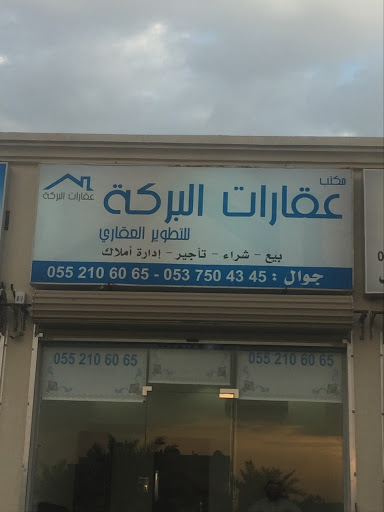 مكتب
عقارات البركة
عقارات البركة
للتطوير العقاري
بيع - شراء - تأجير - إدارة أملاك
جوال : 45 43 750 053 - 65 60 210 055
055 210 60 65
055 210 60 65